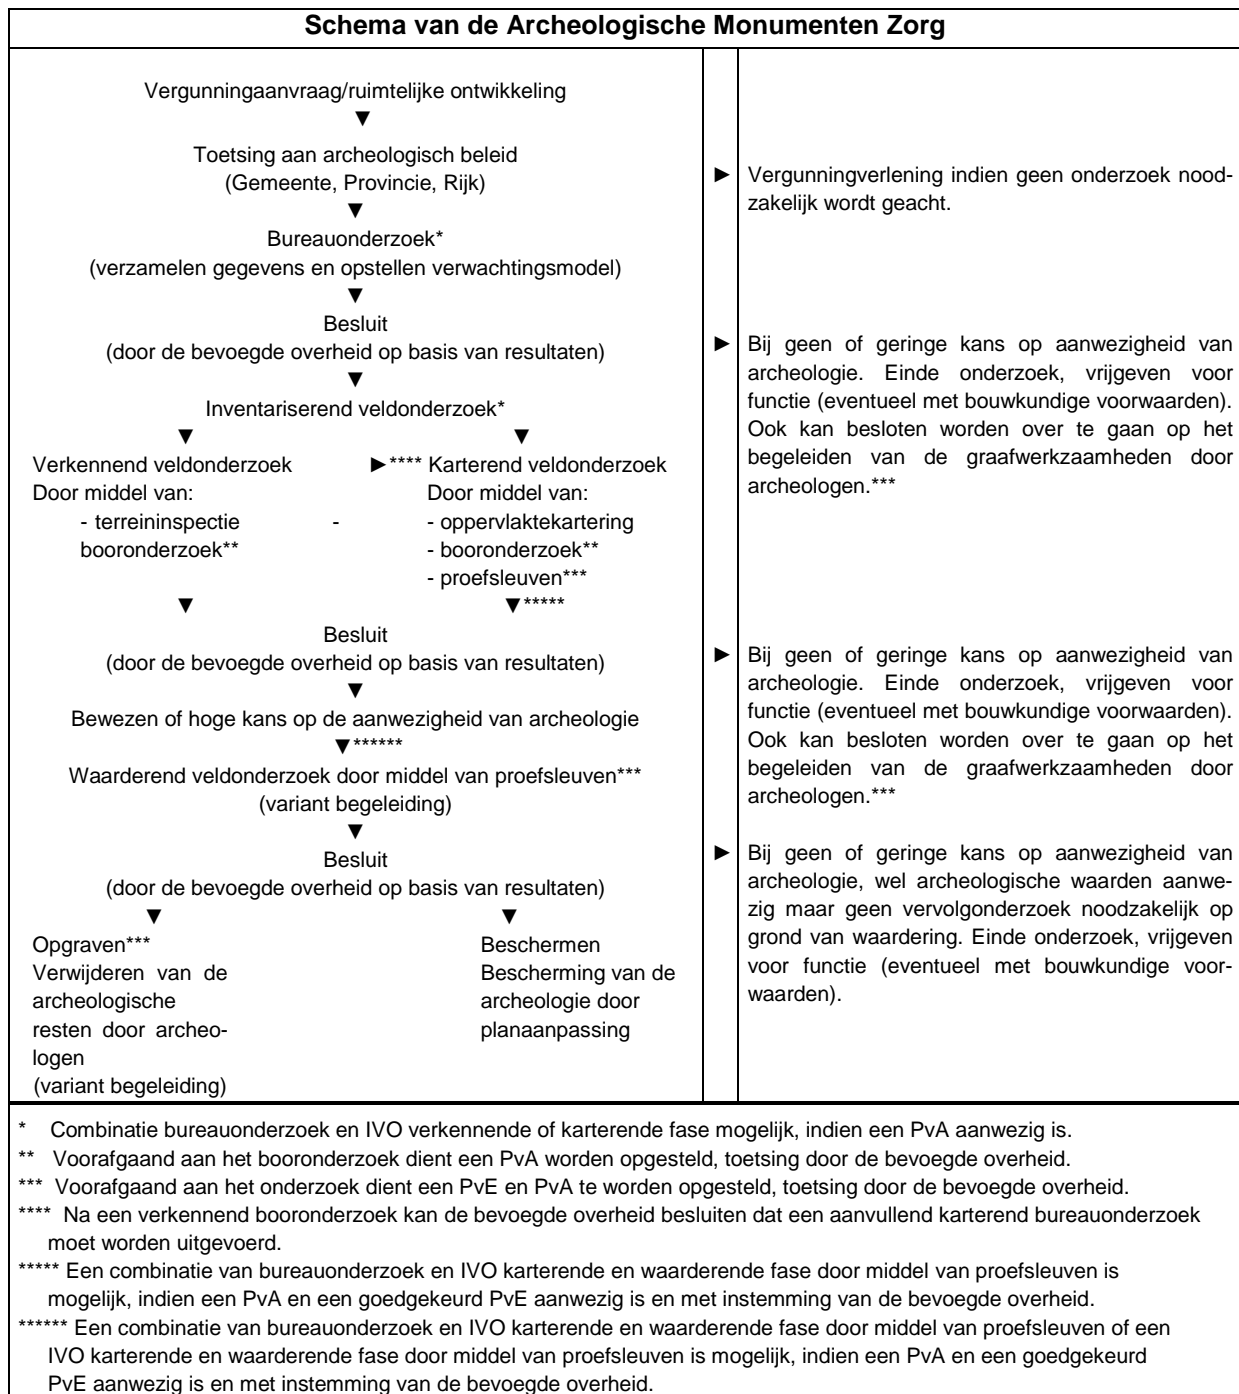 Schema van de Archeologische Monumenten Zorg
Vergunningaanvraag/ruimtelijke ontwikkeling
▼
Toetsing aan archeologisch beleid
(Gemeente, Provincie, Rijk)
▼
Bureauonderzoek*
(verzamelen gegevens en opstellen verwachtingsmodel)
▼
Besluit
(door de bevoegde overheid op basis van resultaten)
▼
Inventariserend veldonderzoek*
▼ ▼
Verkennend veldonderzoek ►**** Karterend veldonderzoek
Door middel van: Door middel van:
- terreininspectie - - oppervlaktekartering
booronderzoek** - booronderzoek**
- proefsleuven***
▼ ▼*****
Besluit
(door de bevoegde overheid op basis van resultaten)
▼
Bewezen of hoge kans op de aanwezigheid van archeologie
▼******
Waarderend veldonderzoek door middel van proefsleuven***
(variant begeleiding)
▼
Besluit
(door de bevoegde overheid op basis van resultaten)
▼ ▼
Opgraven***
Verwijderen van de
archeologische
resten door archeo-
logen
(variant begeleiding)
Beschermen
Bescherming van de
archeologie door
planaanpassing
► Vergunningverlening indien geen onderzoek nood-
zakelijk wordt geacht.
► Bij geen of geringe kans op aanwezigheid van
archeologie. Einde onderzoek, vrijgeven voor
functie (eventueel met bouwkundige voorwaarden).
Ook kan besloten worden over te gaan op het
begeleiden van de graafwerkzaamheden door
archeologen.***
► Bij geen of geringe kans op aanwezigheid van
archeologie. Einde onderzoek, vrijgeven voor
functie (eventueel met bouwkundige voorwaarden).
Ook kan besloten worden over te gaan op het
begeleiden van de graafwerkzaamheden door
archeologen.***
► Bij geen of geringe kans op aanwezigheid van
archeologie, wel archeologische waarden aanwe-
zig maar geen vervolgonderzoek noodzakelijk op
grond van waardering. Einde onderzoek, vrijgeven
voor functie (eventueel met bouwkundige voor-
waarden).
* Combinatie bureauonderzoek en IVO verkennende of karterende fase mogelijk, indien een PvA aanwezig is.
** Voorafgaand aan het booronderzoek dient een PvA worden opgesteld, toetsing door de bevoegde overheid.
*** Voorafgaand aan het onderzoek dient een PvE en PvA te worden opgesteld, toetsing door de bevoegde overheid.
**** Na een verkennend booronderzoek kan de bevoegde overheid besluiten dat een aanvullend karterend bureauonderzoek
moet worden uitgevoerd.
***** Een combinatie van bureauonderzoek en IVO karterende en waarderende fase door middel van proefsleuven is
mogelijk, indien een PvA en een goedgekeurd PvE aanwezig is en met instemming van de bevoegde overheid.
****** Een combinatie van bureauonderzoek en IVO karterende en waarderende fase door middel van proefsleuven of een
IVO karterende en waarderende fase door middel van proefsleuven is mogelijk, indien een PvA en een goedgekeurd
PvE aanwezig is en met instemming van de bevoegde overheid.